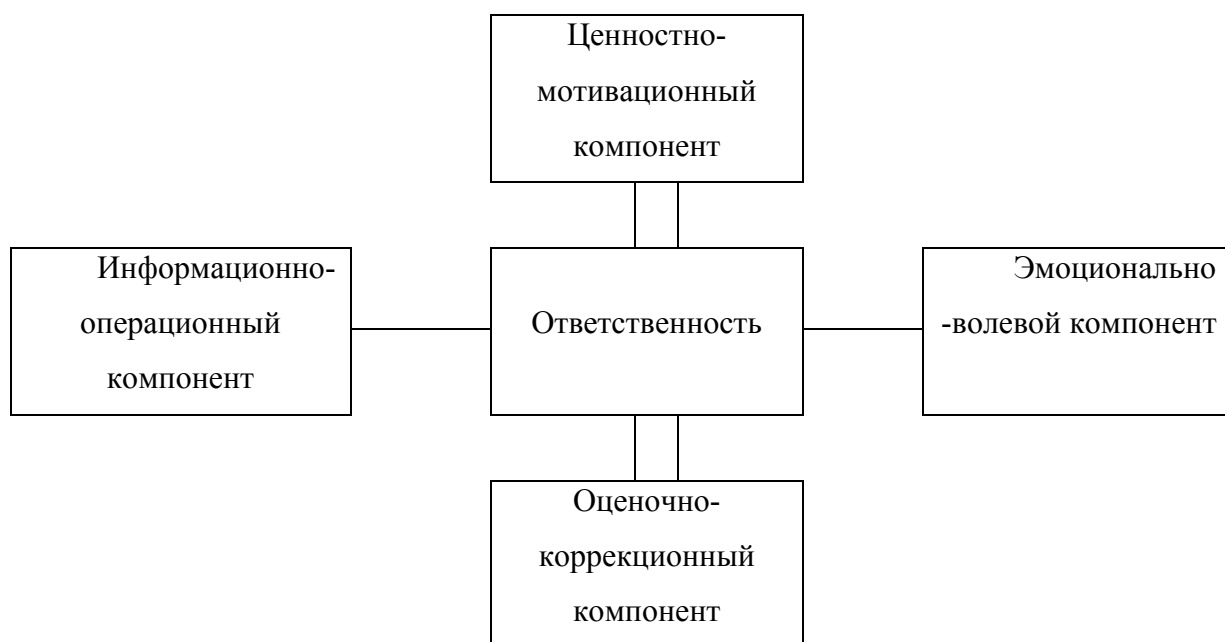 Ценностно-
мотивационный
компонент
Информационно-
операционный
компонент
Ответственность
Эмоционально
-волевой компонент
Оценочно-
коррекционный
компонент